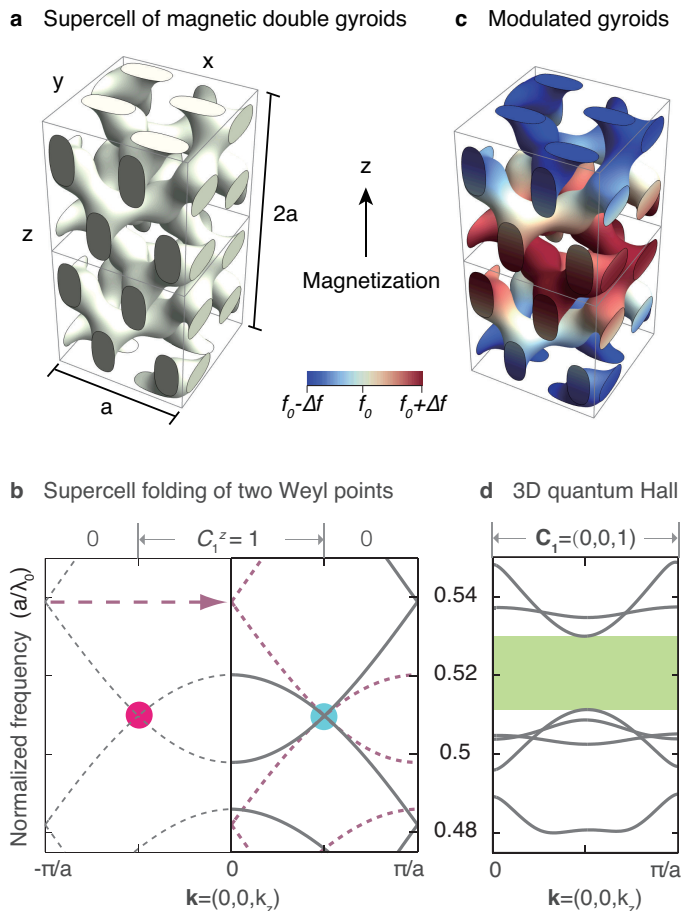 a Supercell of magnetic double gyroids
c Modulated gyroids
x
y
z
2a
a
z
Magnetization
f₀-Δf f₀ f₀+Δf
b Supercell folding of two Weyl points
d 3D quantum Hall
0 C₁ᶻ = 1 0
C₁=(0,0,1)
Normalized frequency (a/λ₀)
0.54
0.52
0.5
0.48
-π/a 0 π/a
k=(0,0,k_z)
0 π/a
k=(0,0,k_z)